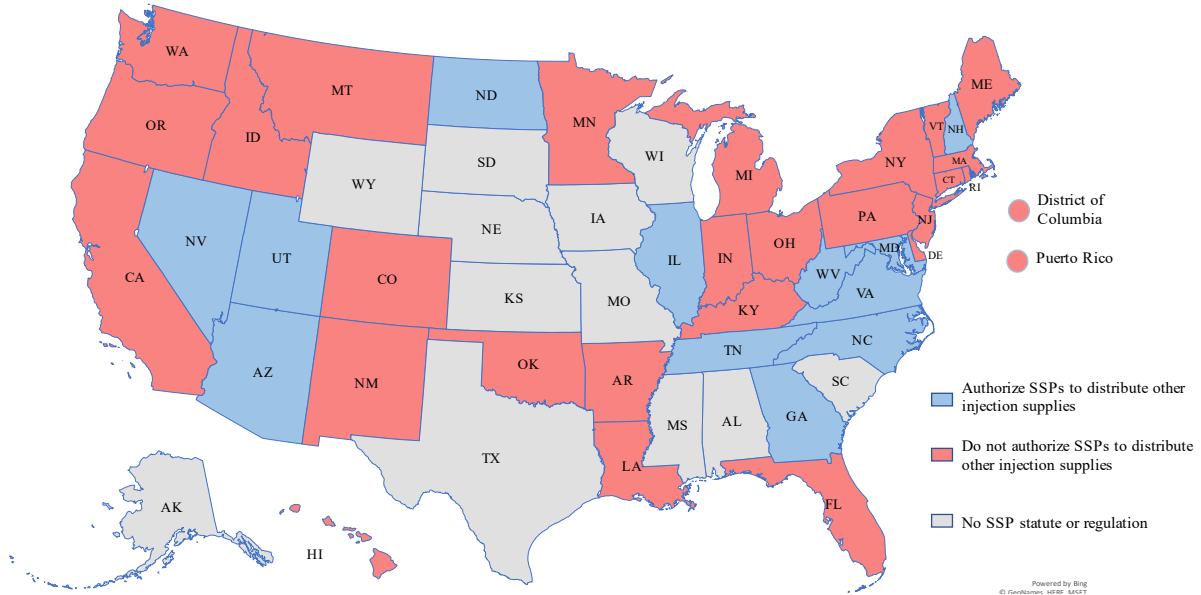 WA
MT
ND
MN
ME
OR
ID
SD
WI
VT
NH
WY
MI
NY
MA
CT
RI
IA
NE
PA
NJ
District of
Columbia
NV
UT
IL
IN
OH
MD
DE
Puerto Rico
CA
CO
KS
MO
WV
VA
KY
AZ
NM
OK
AR
TN
NC
SC
MS
AL
GA
Authorize SSPs to distribute other
injection supplies
TX
LA
Do not authorize SSPs to distribute
other injection supplies
AK
FL
No SSP statute or regulation
HI
Powered by Bing
© GeoNames, HERE, MSFT